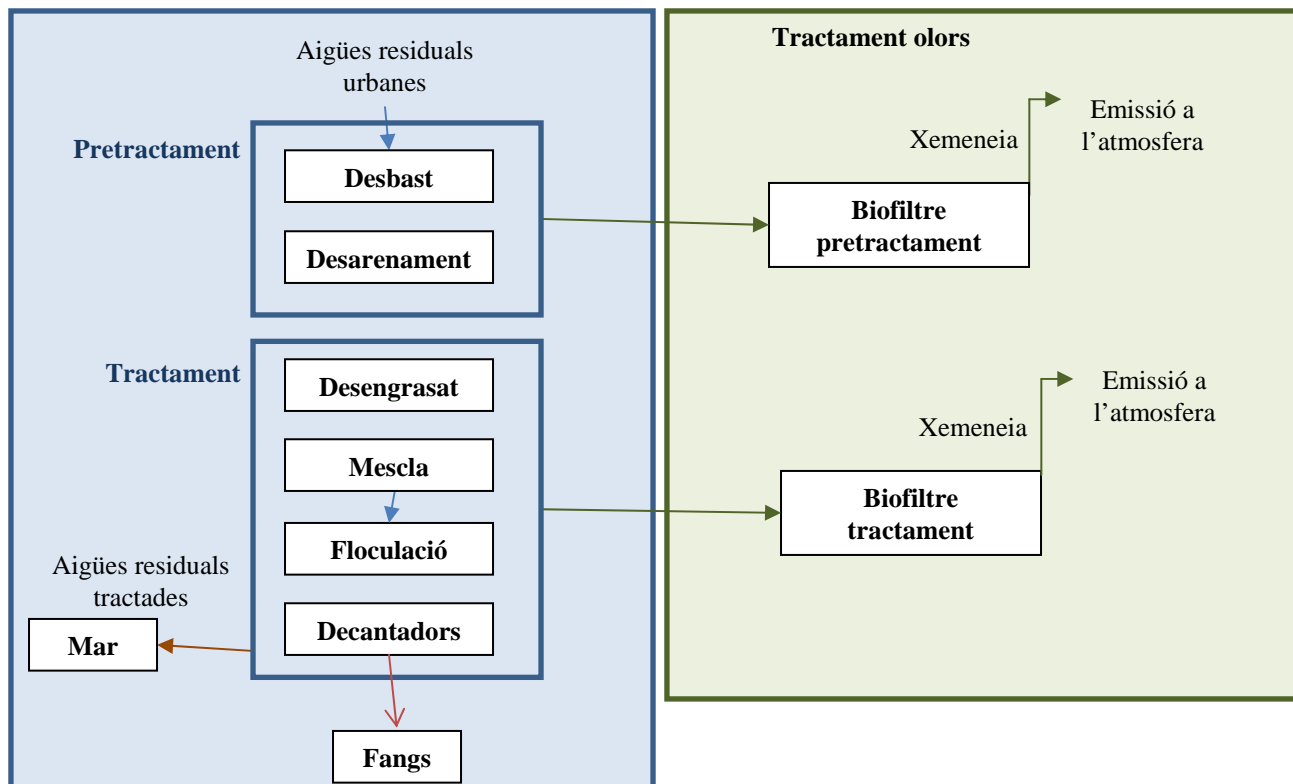 Aigües residuals
urbanes
Pretractament
Desbast
Desarenament
Tractament
Desengrasat
Mescla
Floculació
Decantadors
Aigües residuals
tractades
Mar
Fangs
Tractament olors
Emissió a
l’atmosfera
Xemeneia
Biofiltre
pretractament
Emissió a
l’atmosfera
Xemeneia
Biofiltre
tractament